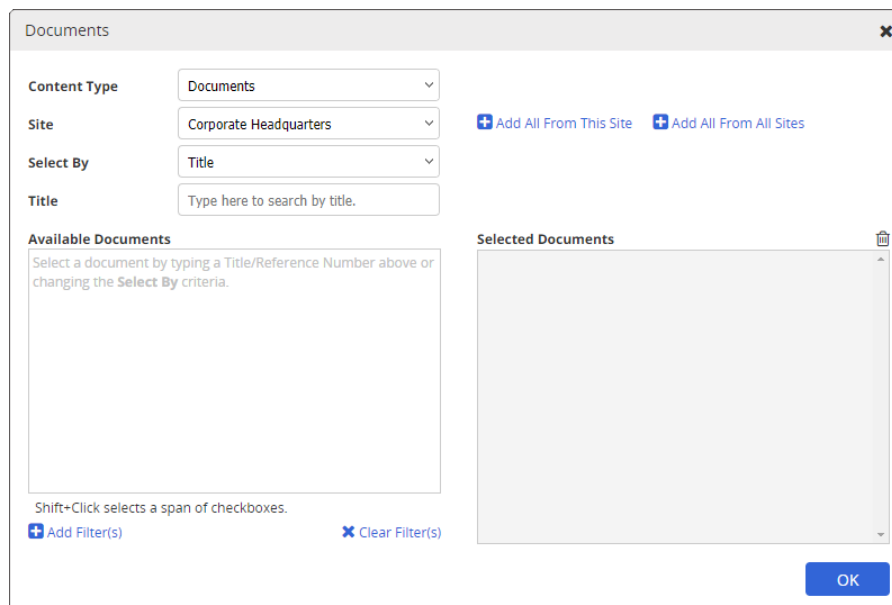 Documents
Content Type Documents
Site Corporate Headquarters Add All From This Site Add All From All Sites
Select By Title
Title Type here to search by title.
Available Documents Selected Documents
Select a document by typing a Title/Reference Number above or
changing the Select By criteria.
Shift+Click selects a span of checkboxes.
Add Filter(s) Clear Filter(s)
OK